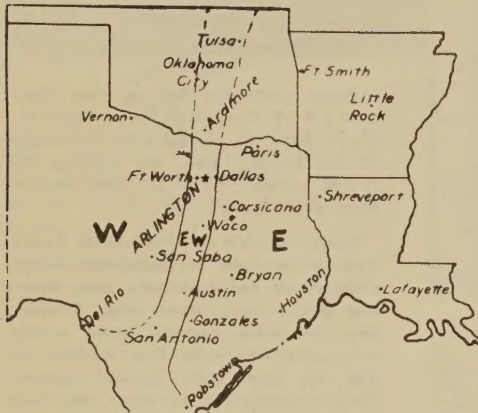 Tulsa
Oklahoma
City
Ft Smith
Little
Rock
Ardmore
Vernon
Paris
Ft Worth
Dallas
ARLINGTON
Shreveport
Corsicana
W
EW
Waco
E
San Saba
Bryan
Austin
Houston
Lafayette
Del Rio
Gonzales
San Antonio
Robstown